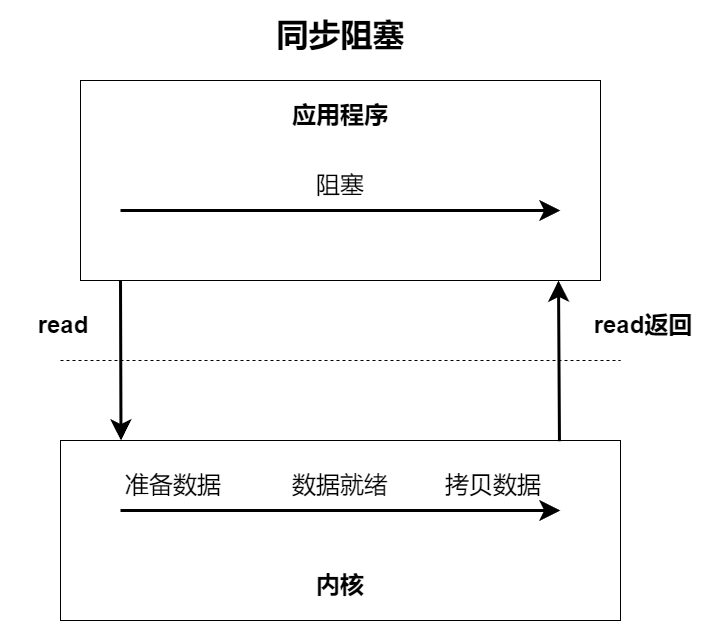 同步阻塞
应用程序
阻塞
read
read返回
准备数据
数据就绪
拷贝数据
内核